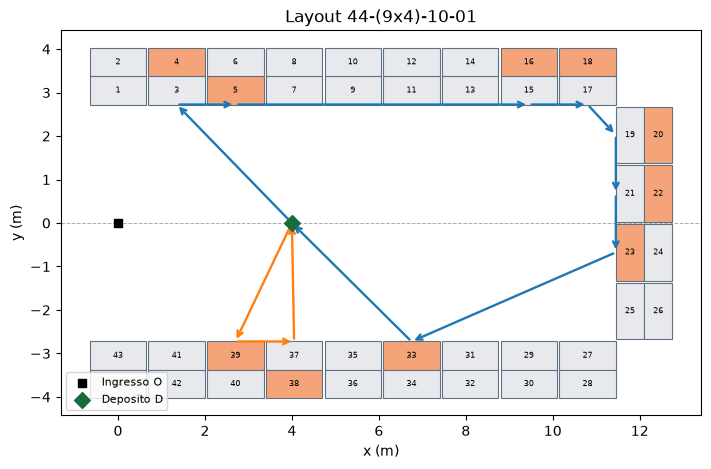 Layout 44-(9x4)-10-01
y (m)
4
3
2
1
0
−1
−2
−3
−4
2 4 6 8 10 12 14 16 18
1 3 5 7 9 11 13 15 17
19 20
21 22
23 24
25 26
43 41 39 37 35 33 31 29 27
42 40 38 36 34 32 30 28
Ingresso O
Deposito D
0 2 4 6 8 10 12
x (m)